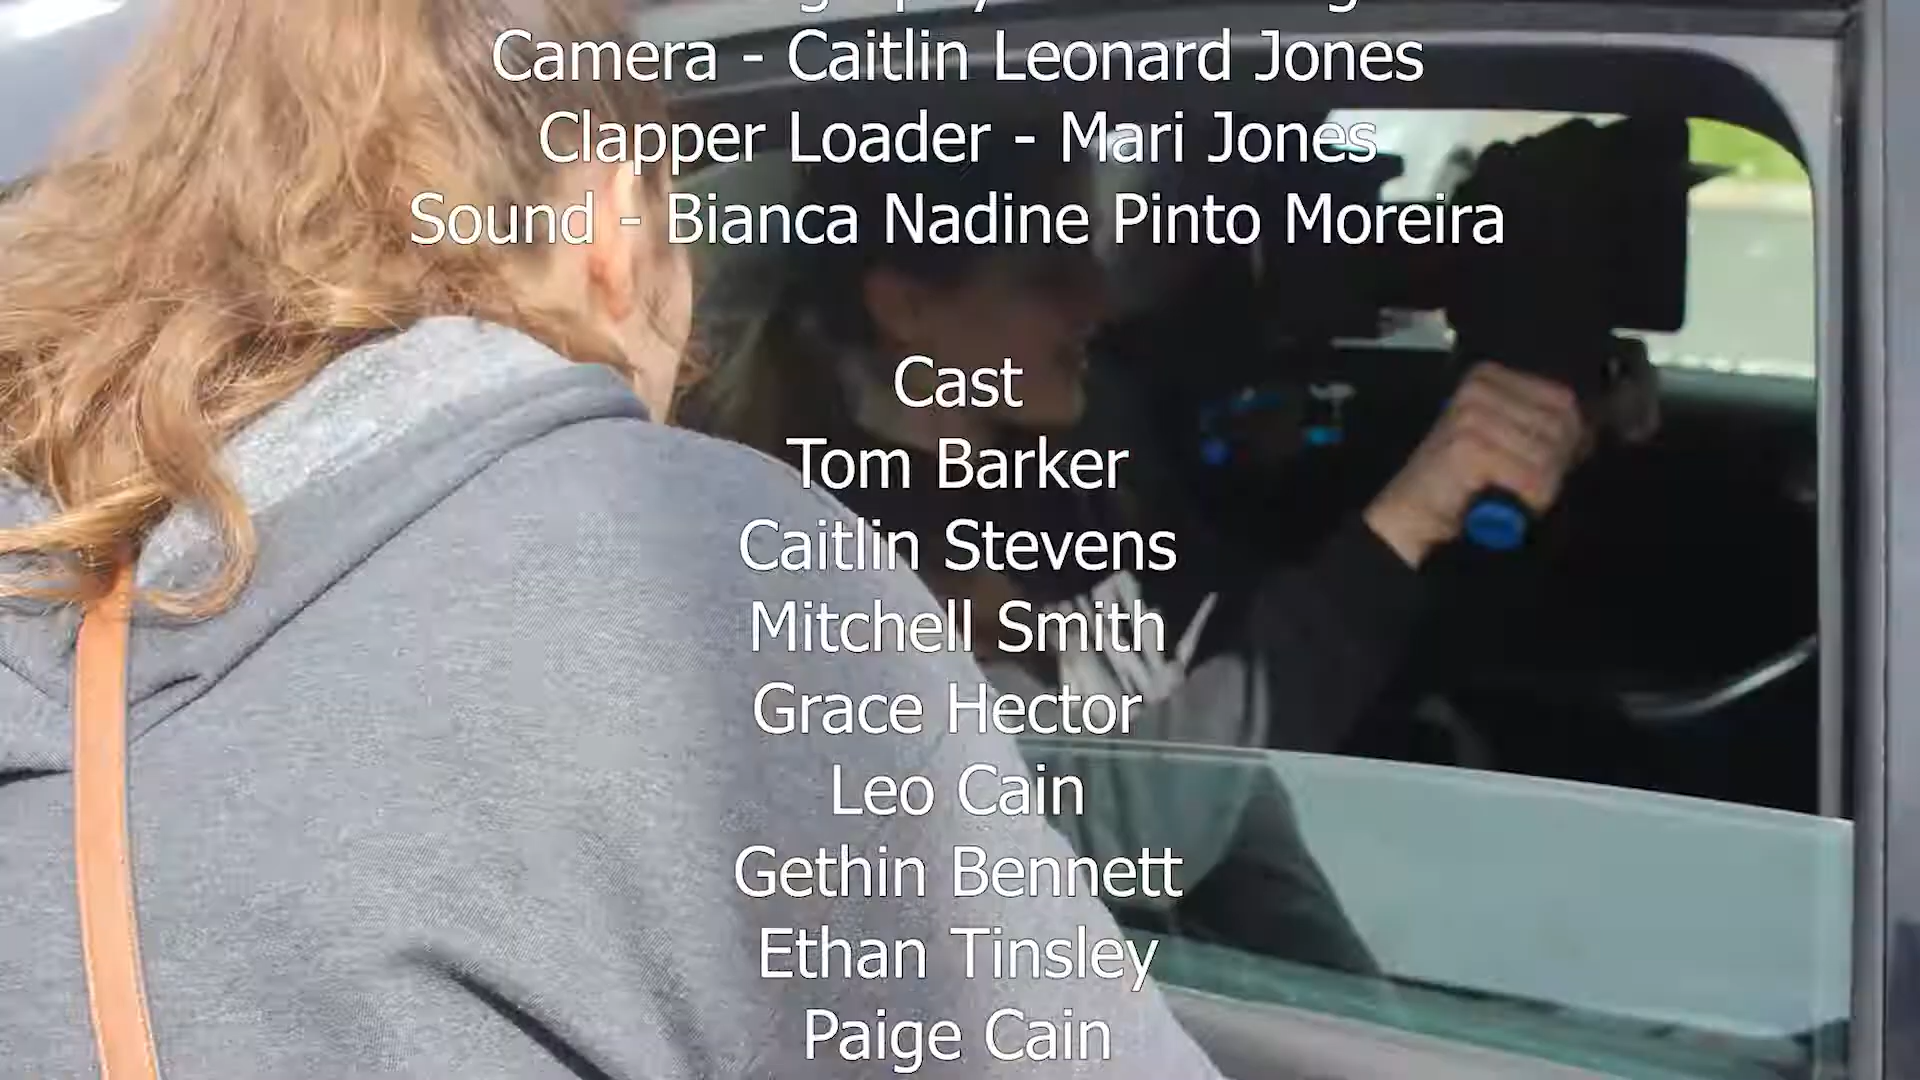 Camera - Caitlin Leonard Jones
Clapper Loader - Mari Jones
Sound - Bianca Nadine Pinto Moreira
Cast
Tom Barker
Caitlin Stevens
Mitchell Smith
Grace Hector
Leo Cain
Gethin Bennett
Ethan Tinsley
Paige Cain